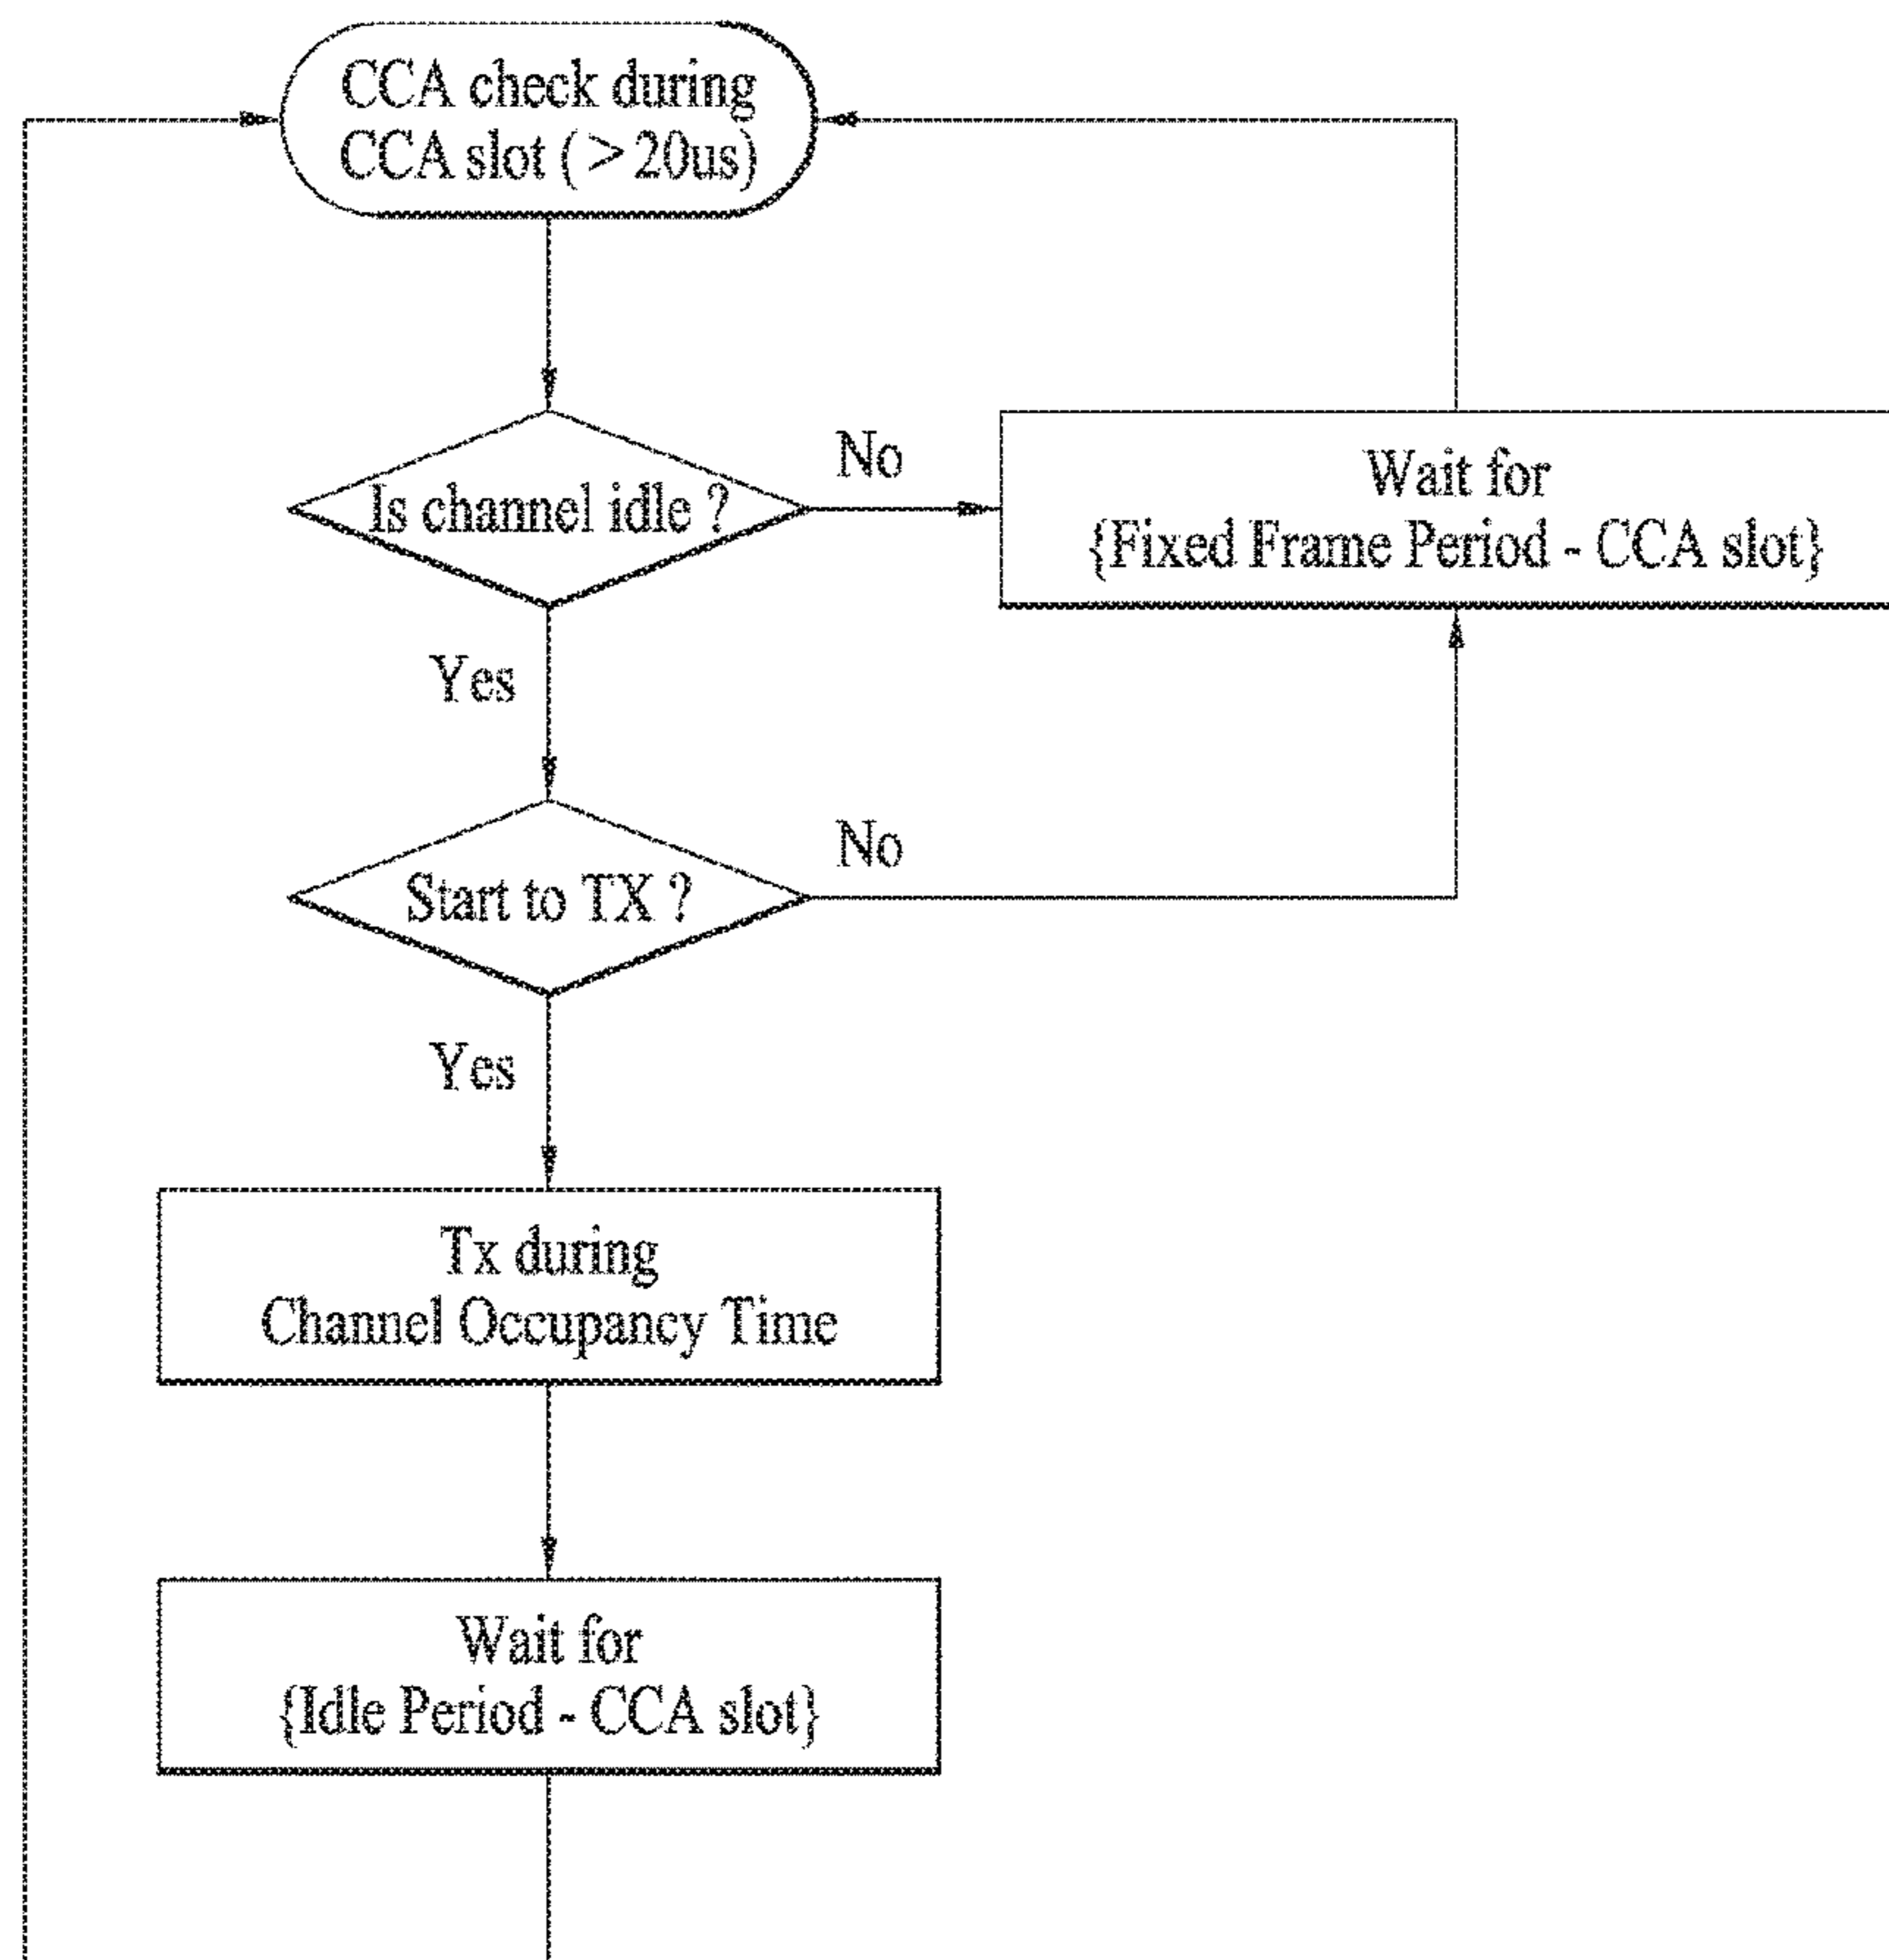 CCA check during
CCA slot ( >20us)
Is channel idle ?
No
Wait for
{Fixed Frame Period - CCA slot}
Yes
Start to TX ?
No
Yes
Tx during
Channel Occupancy Time
Wait for
{Idle Period - CCA slot}